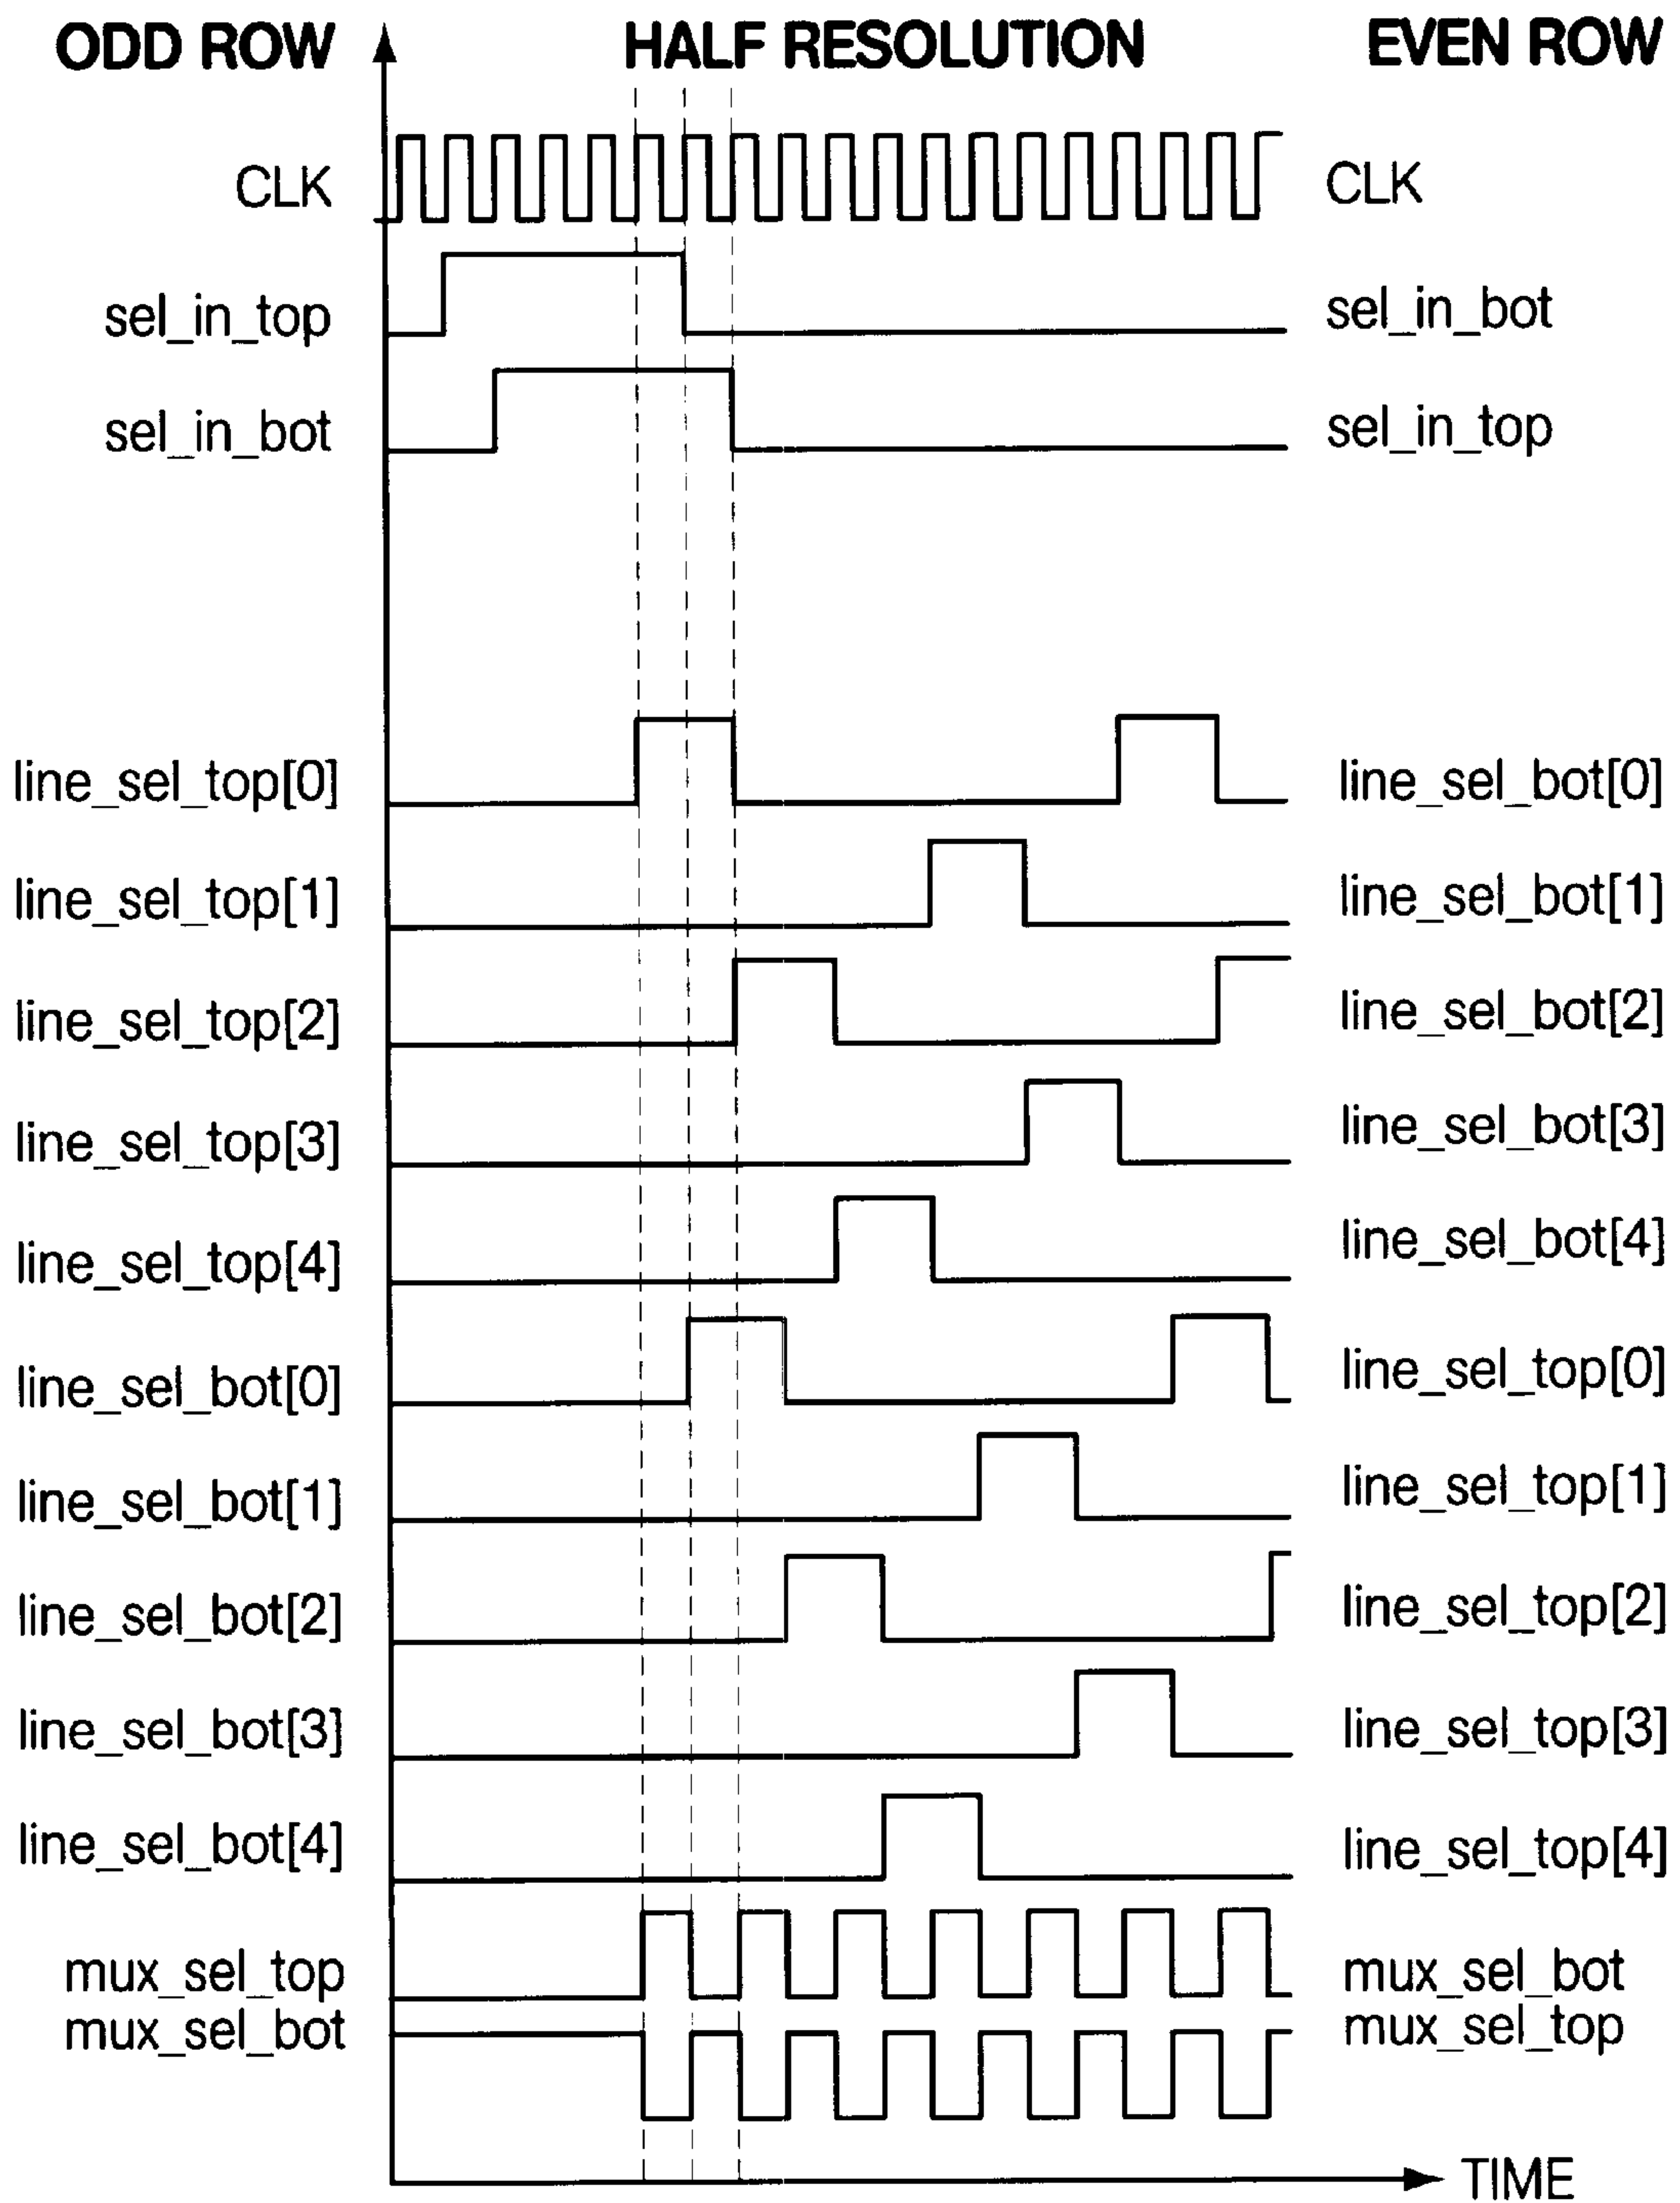 ODD ROW HALF RESOLUTION EVEN ROW
CLK CLK
sel_in_top sel_in_bot
sel_in_bot sel_in_top
line_sel_top[0] line_sel_bot[0]
line_sel_top[1] line_sel_bot[1]
line_sel_top[2] line_sel_bot[2]
line_sel_top[3] line_sel_bot[3]
line_sel_top[4] line_sel_bot[4]
line_sel_bot[0] line_sel_top[0]
line_sel_bot[1] line_sel_top[1]
line_sel_bot[2] line_sel_top[2]
line_sel_bot[3] line_sel_top[3]
line_sel_bot[4] line_sel_top[4]
mux_sel_top mux_sel_bot
mux_sel_bot mux_sel_top
TIME